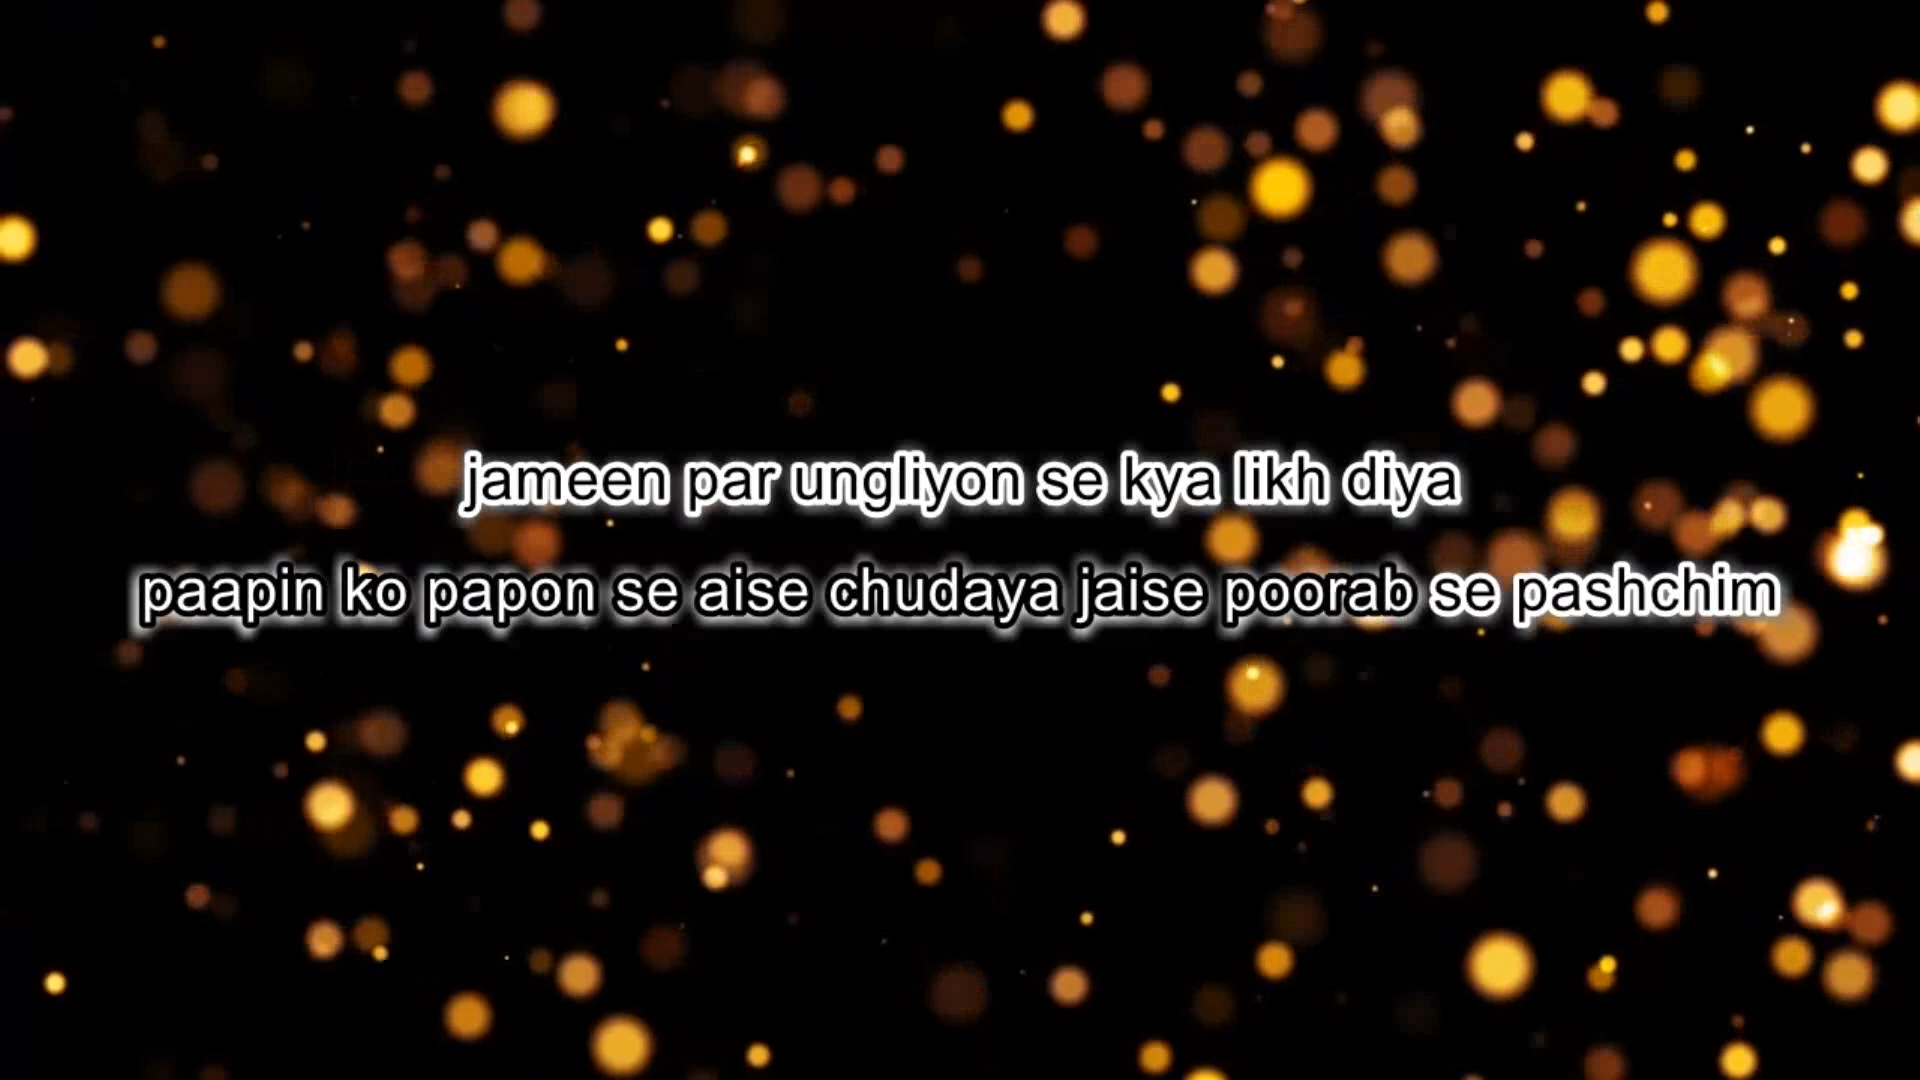 jameen par ungliyon se kya likh diya
paapin ko papon se aise chudaya jaise poorab se pashchim